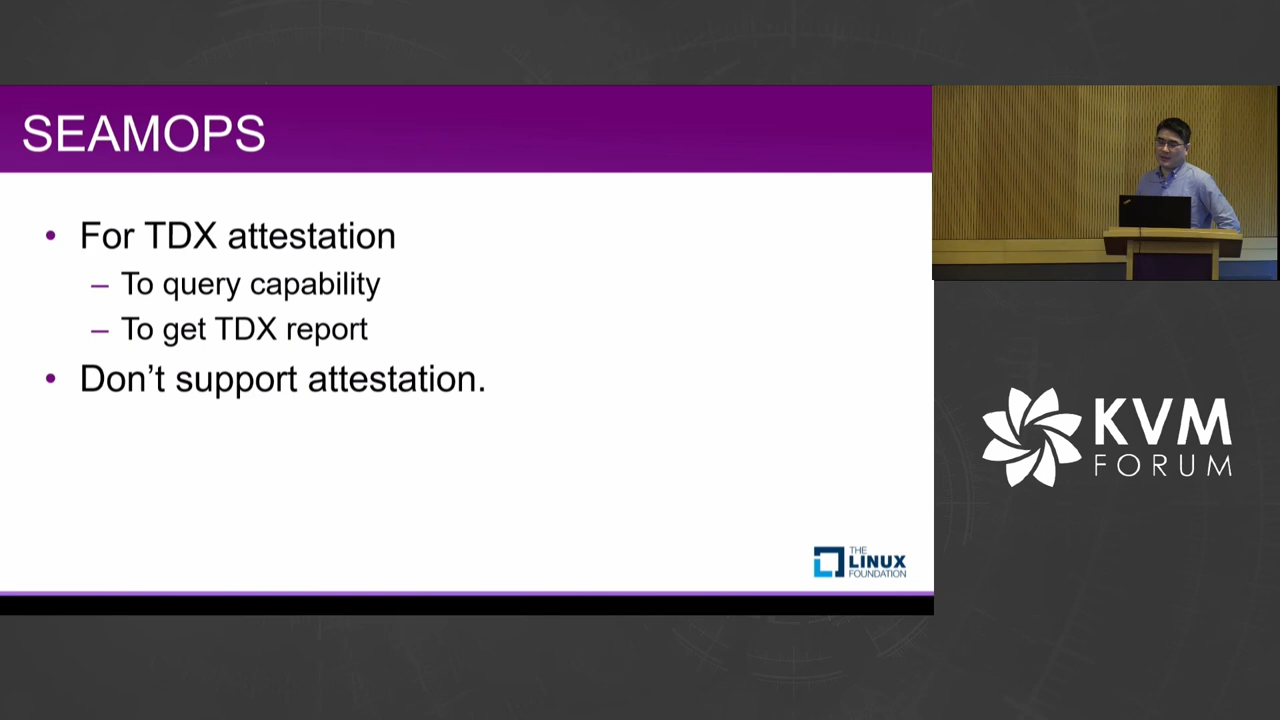 SEAMOPS
• For TDX attestation
– To query capability
– To get TDX report
• Don’t support attestation.
THE
LINUX
FOUNDATION
KVM
FORUM